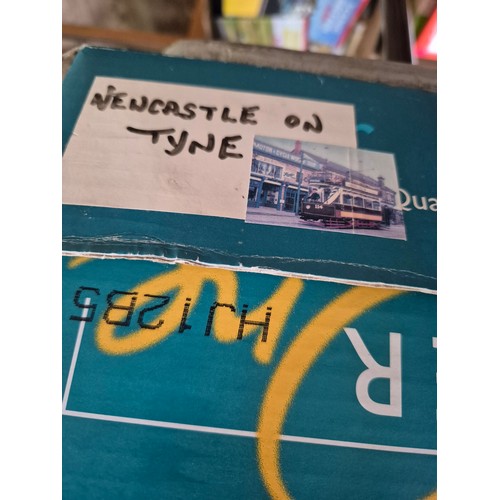 NEWCASTLE ON
TYNE
Qua
HJ12B5
R